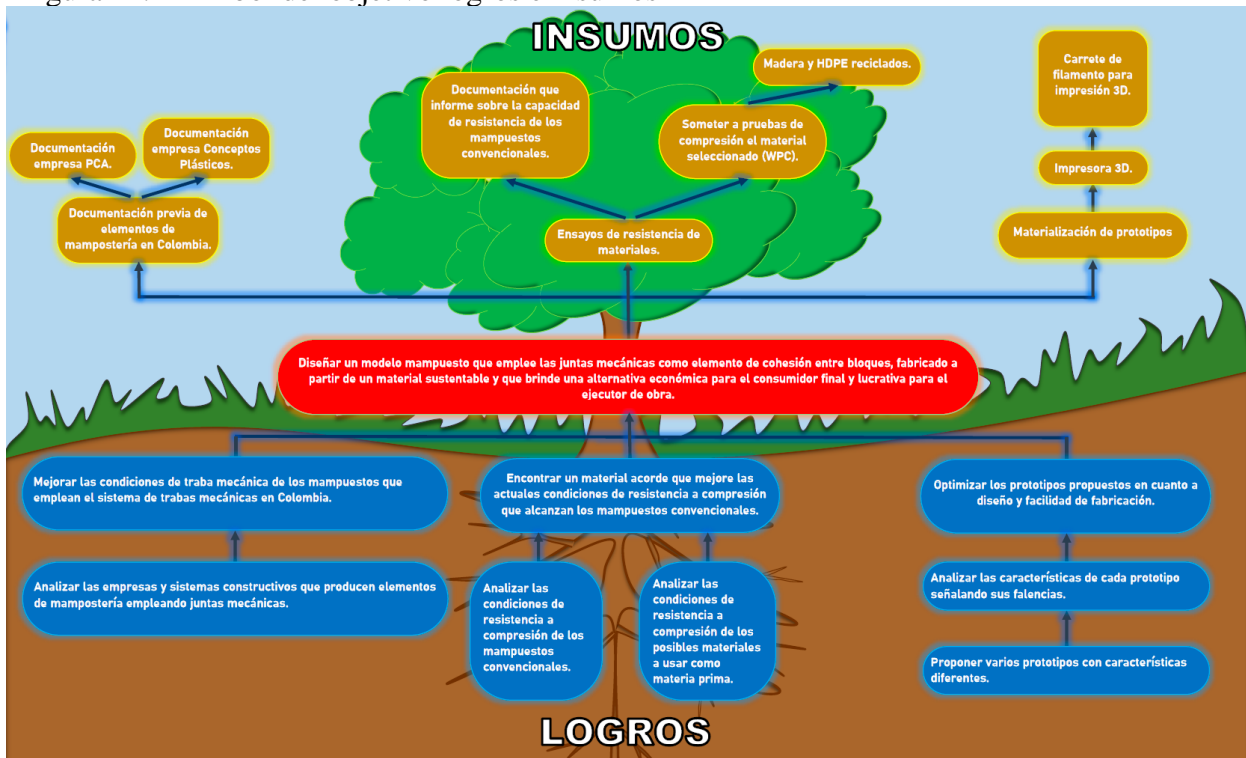 INSUMOS
Madera y HDPE reciclados.
Carrete de
filamento para
impresión 3D.
Documentación que
informe sobre la capacidad
de resistencia de los
mampuestos
convencionales.
Someter a pruebas de
compresión el material
seleccionado (WPC).
Documentación
empresa PCA.
Documentación
empresa Conceptos
Plásticos.
Impresora 3D.
Documentación previa de
elementos de
mampostería en Colombia.
Ensayos de resistencia de
materiales.
Materialización de prototipos
Diseñar un modelo mampuesto que emplee las juntas mecánicas como elemento de cohesión entre bloques, fabricado a
partir de un material sustentable y que brinde una alternativa económica para el consumidor final y lucrativa para el
ejecutor de obra.
Mejorar las condiciones de traba mecánica de los mampuestos que
emplean el sistema de trabas mecánicas en Colombia.
Encontrar un material acorde que mejore las
actuales condiciones de resistencia a compresión
que alcanzan los mampuestos convencionales.
Optimizar los prototipos propuestos en cuanto a
diseño y facilidad de fabricación.
Analizar las empresas y sistemas constructivos que producen elementos
de mampostería empleando juntas mecánicas.
Analizar las
condiciones de
resistencia a
compresión de los
mampuestos
convencionales.
Analizar las
condiciones de
resistencia a
compresión de los
posibles materiales
a usar como
materia prima.
Analizar las características de cada prototipo
señalando sus falencias.
Proponer varios prototipos con características
diferentes.
LOGROS